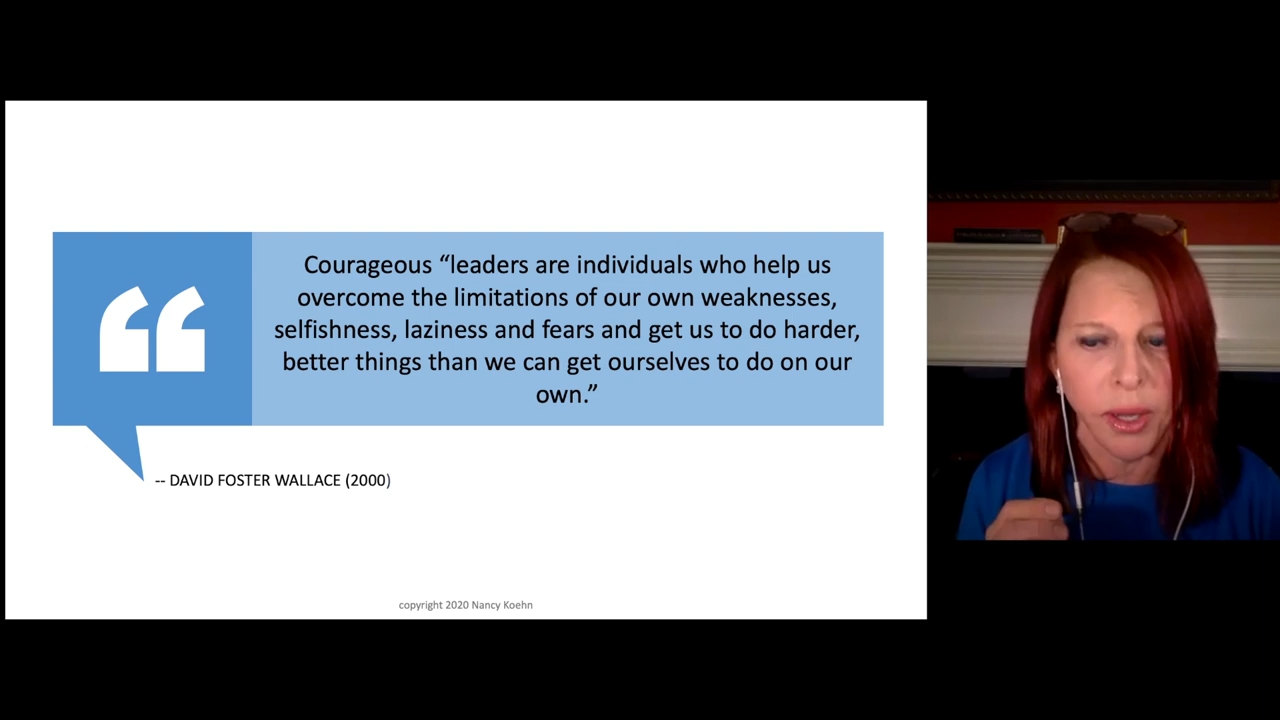 Courageous “leaders are individuals who help us
overcome the limitations of our own weaknesses,
selfishness, laziness and fears and get us to do harder,
better things than we can get ourselves to do on our
own.”
-- DAVID FOSTER WALLACE (2000)
copyright 2020 Nancy Koehn